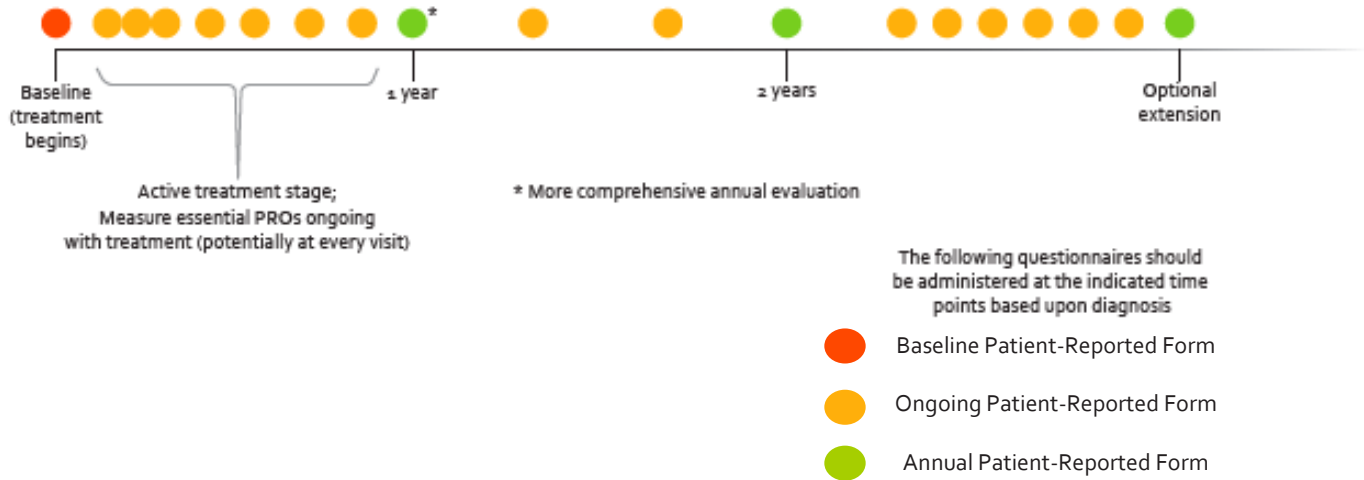 *
Baseline
(treatment
begins)
1 year
2 years
Optional
extension
Active treatment stage;
Measure essential PROs ongoing
with treatment (potentially at every visit)
* More comprehensive annual evaluation
The following questionnaires should
be administered at the indicated time
points based upon diagnosis
Baseline Patient-Reported Form
Ongoing Patient-Reported Form
Annual Patient-Reported Form